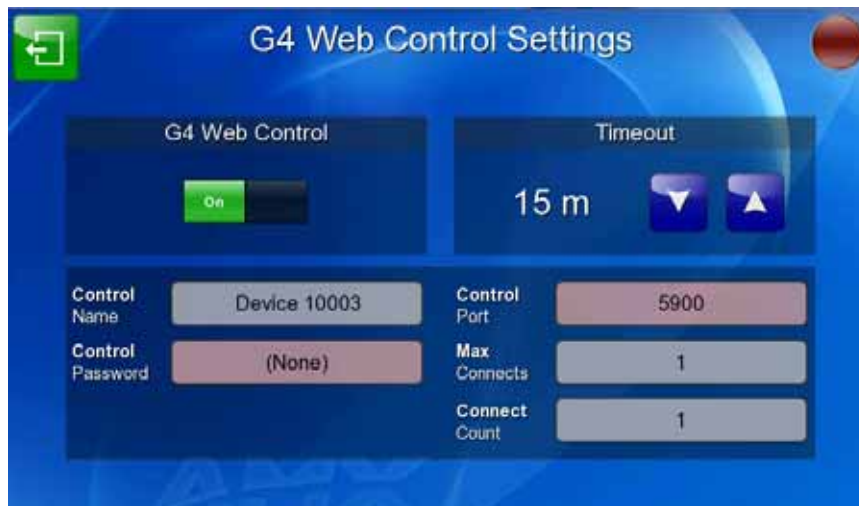 G4 Web Control Settings
G4 Web Control
Timeout
On
15 m
Control
Name
Device 10003
Control
Port
5900
Control
Password
(None)
Max
Connects
1
Connect
Count
1